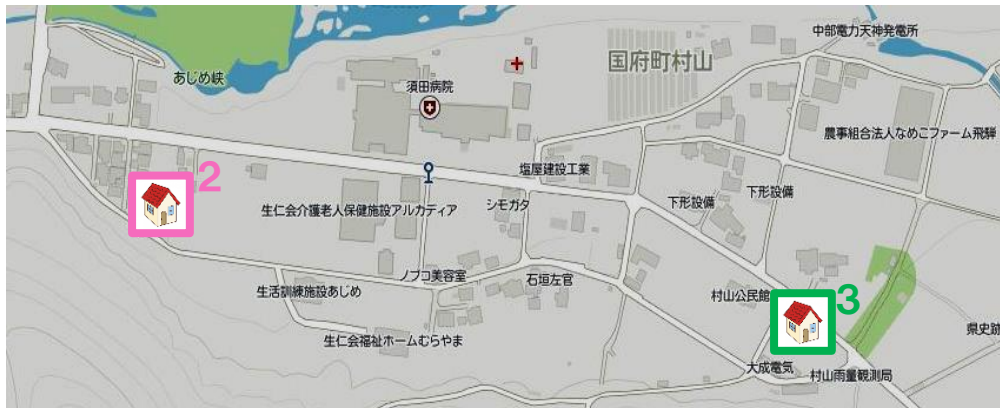 中部電力天神発電所
国府町村山
あじめ峡
須田病院
農事組合法人なめこファーム飛騨
塩屋建設工業
2
下形設備
下形設備
生仁会介護老人保健施設アルカディア
シモガタ
ノブコ美容室
石垣左官
生活訓練施設あじめ
村山公民館
3
県史跡
生仁会福祉ホームむらやま
大成電気
村山雨量観測局